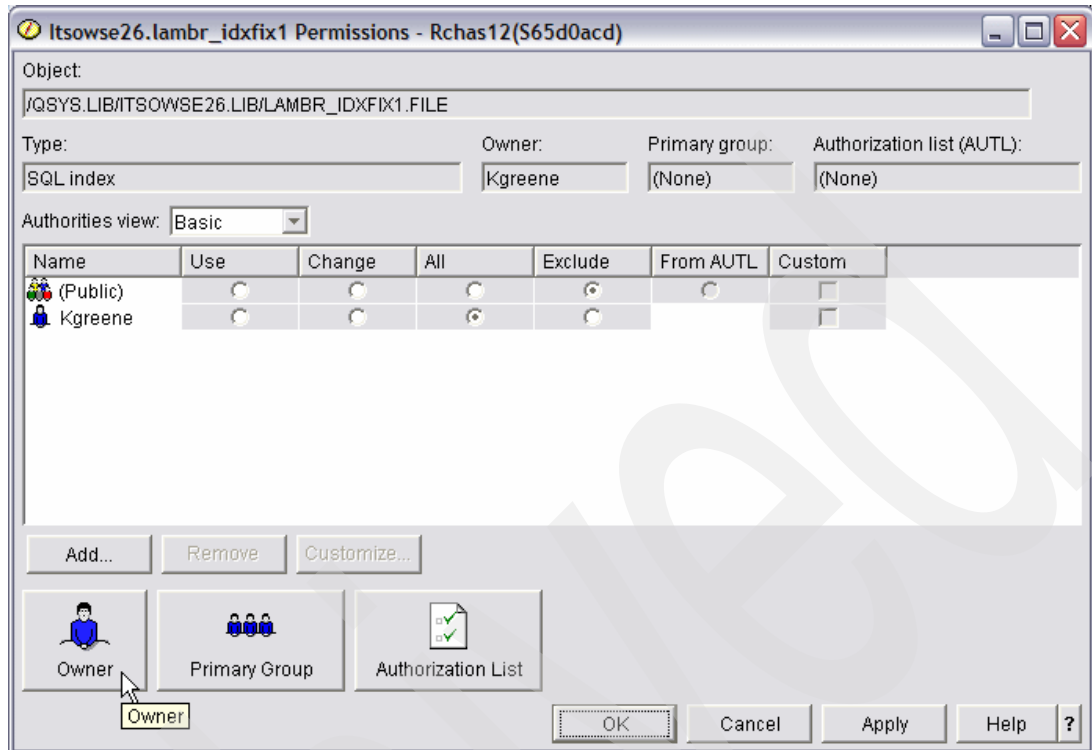 Itsowse26.lambr_idxfix1 Permissions - Rchas12(S65d0acd)
Object:
/QSYS.LIB/ITSOWSE26.LIB/LAMBR_IDXFIX1.FILE
Type: Owner: Primary group: Authorization list (AUTL):
SQL index Kgreene (None) (None)
Authorities view: Basic
Name Use Change All Exclude From AUTL Custom
(Public)
Kgreene
Add... Remove Customize...
Owner Primary Group Authorization List
Owner
OK Cancel Apply Help ?